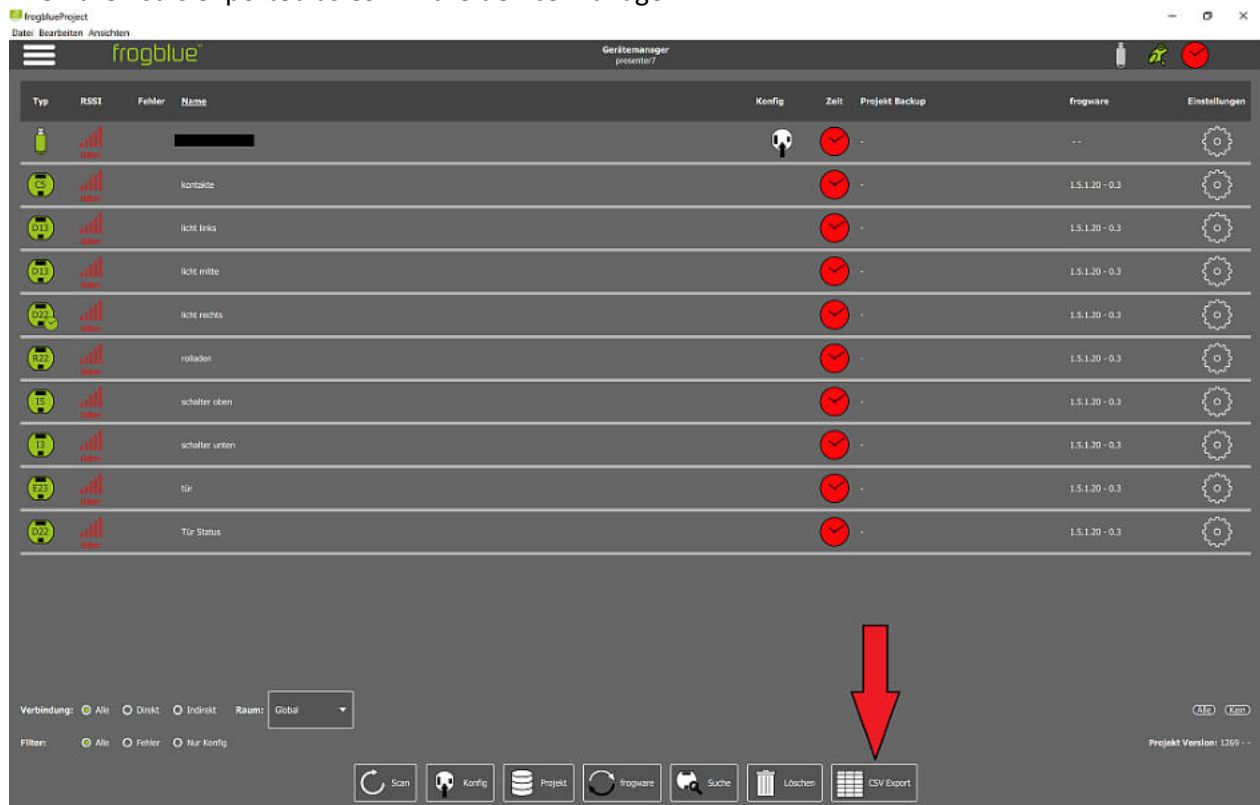 frogblueProject
Datei Bearbeiten Ansichten
frogblue
Gerätemanager
presenter7
Typ RSSI Fehler Name Konfig Zeit Projekt Backup frogware Einstellungen
- - -
CS kontakte - 1.5.1.20 - 0.3
D13 licht links - 1.5.1.20 - 0.3
D13 licht mitte - 1.5.1.20 - 0.3
D22 licht rechts - 1.5.1.20 - 0.3
R22 rolladen - 1.5.1.20 - 0.3
IS schalter oben - 1.5.1.20 - 0.3
I3 schalter unten - 1.5.1.20 - 0.3
E23 tür - 1.5.1.20 - 0.3
D22 Tür Status - 1.5.1.20 - 0.3
Verbindung: Alle Direkt Indirekt Raum: Global Alle Kein
Filter: Alle Fehler Nur Konfig Projekt Version: 1269 - -
Scan Konfig Projekt frogware Suche Löschen CSV Export